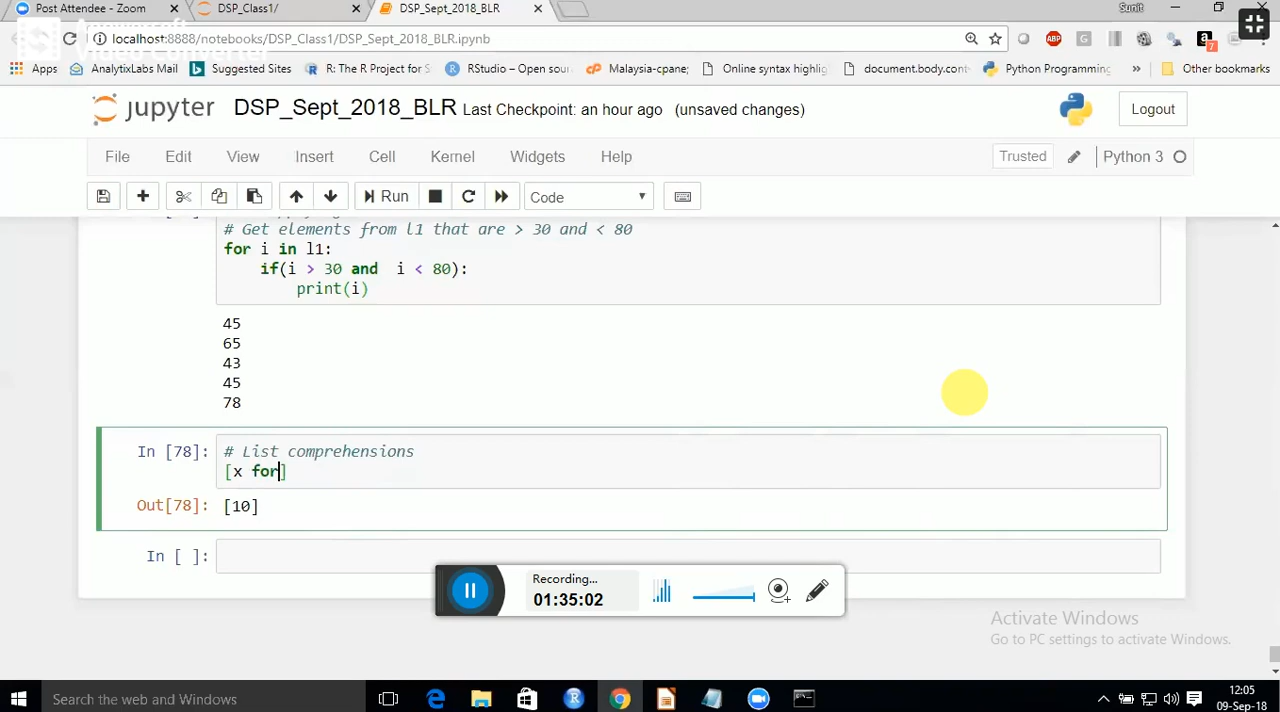 Post Attendee - Zoom
DSP_Class1/
DSP_Sept_2018_BLR
Sunit
localhost:8888/notebooks/DSP_Class1/DSP_Sept_2018_BLR.ipynb
ABP
G
7
Apps
AnalytixLabs Mail
Suggested Sites
R: The R Project for S
RStudio – Open sour
Malaysia-cpane;
Online syntax highlig
document.body.cont
Python Programming
»
Other bookmarks
jupyter
DSP_Sept_2018_BLR Last Checkpoint: an hour ago (unsaved changes)
Logout
File Edit View Insert Cell Kernel Widgets Help
Trusted
Python 3
Run
Code
# Get elements from l1 that are > 30 and < 80
for i in l1:
if(i > 30 and i < 80):
print(i)
45
65
43
45
78
In [78]:
# List comprehensions
[x for]
Out[78]: [10]
In [ ]:
Recording...
01:35:02
Activate Windows
Go to PC settings to activate Windows.
Search the web and Windows
12:05
09-Sep-18